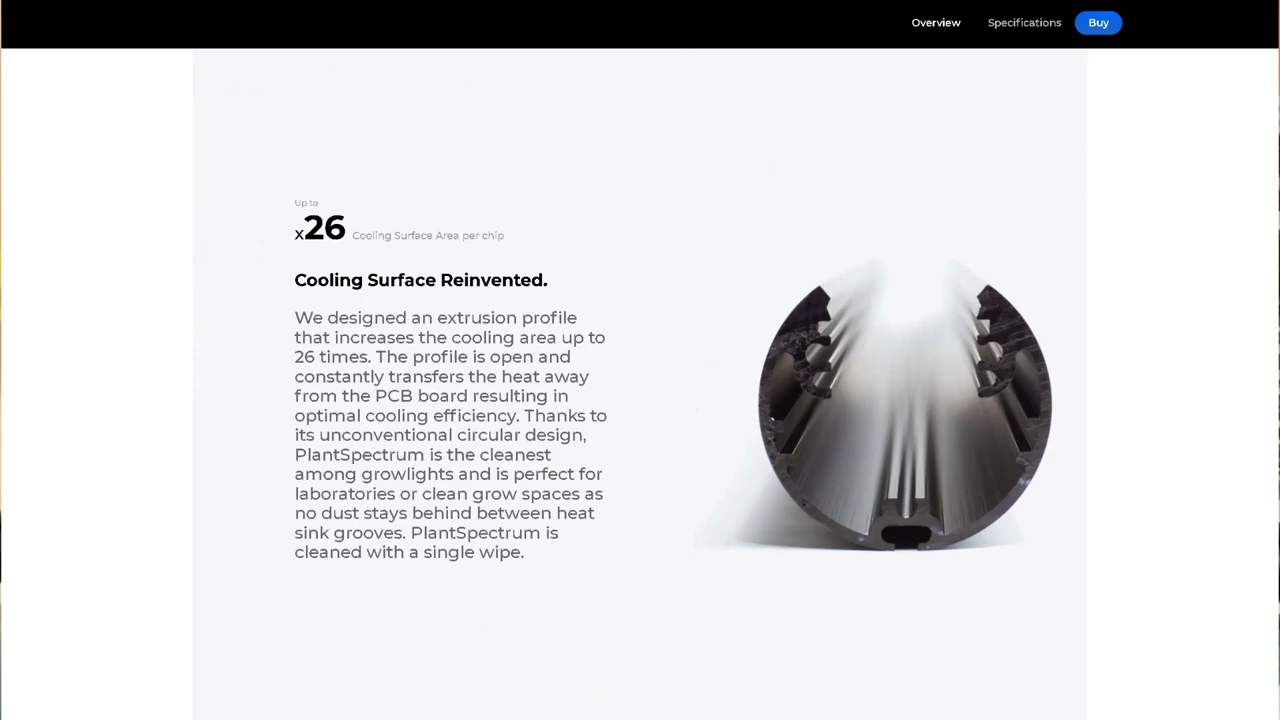 Overview Specifications Buy
Up to
x26 Cooling Surface Area per chip
Cooling Surface Reinvented.
We designed an extrusion profile
that increases the cooling area up to
26 times. The profile is open and
constantly transfers the heat away
from the PCB board resulting in
optimal cooling efficiency. Thanks to
its unconventional circular design,
PlantSpectrum is the cleanest
among growlights and is perfect for
laboratories or clean grow spaces as
no dust stays behind between heat
sink grooves. PlantSpectrum is
cleaned with a single wipe.